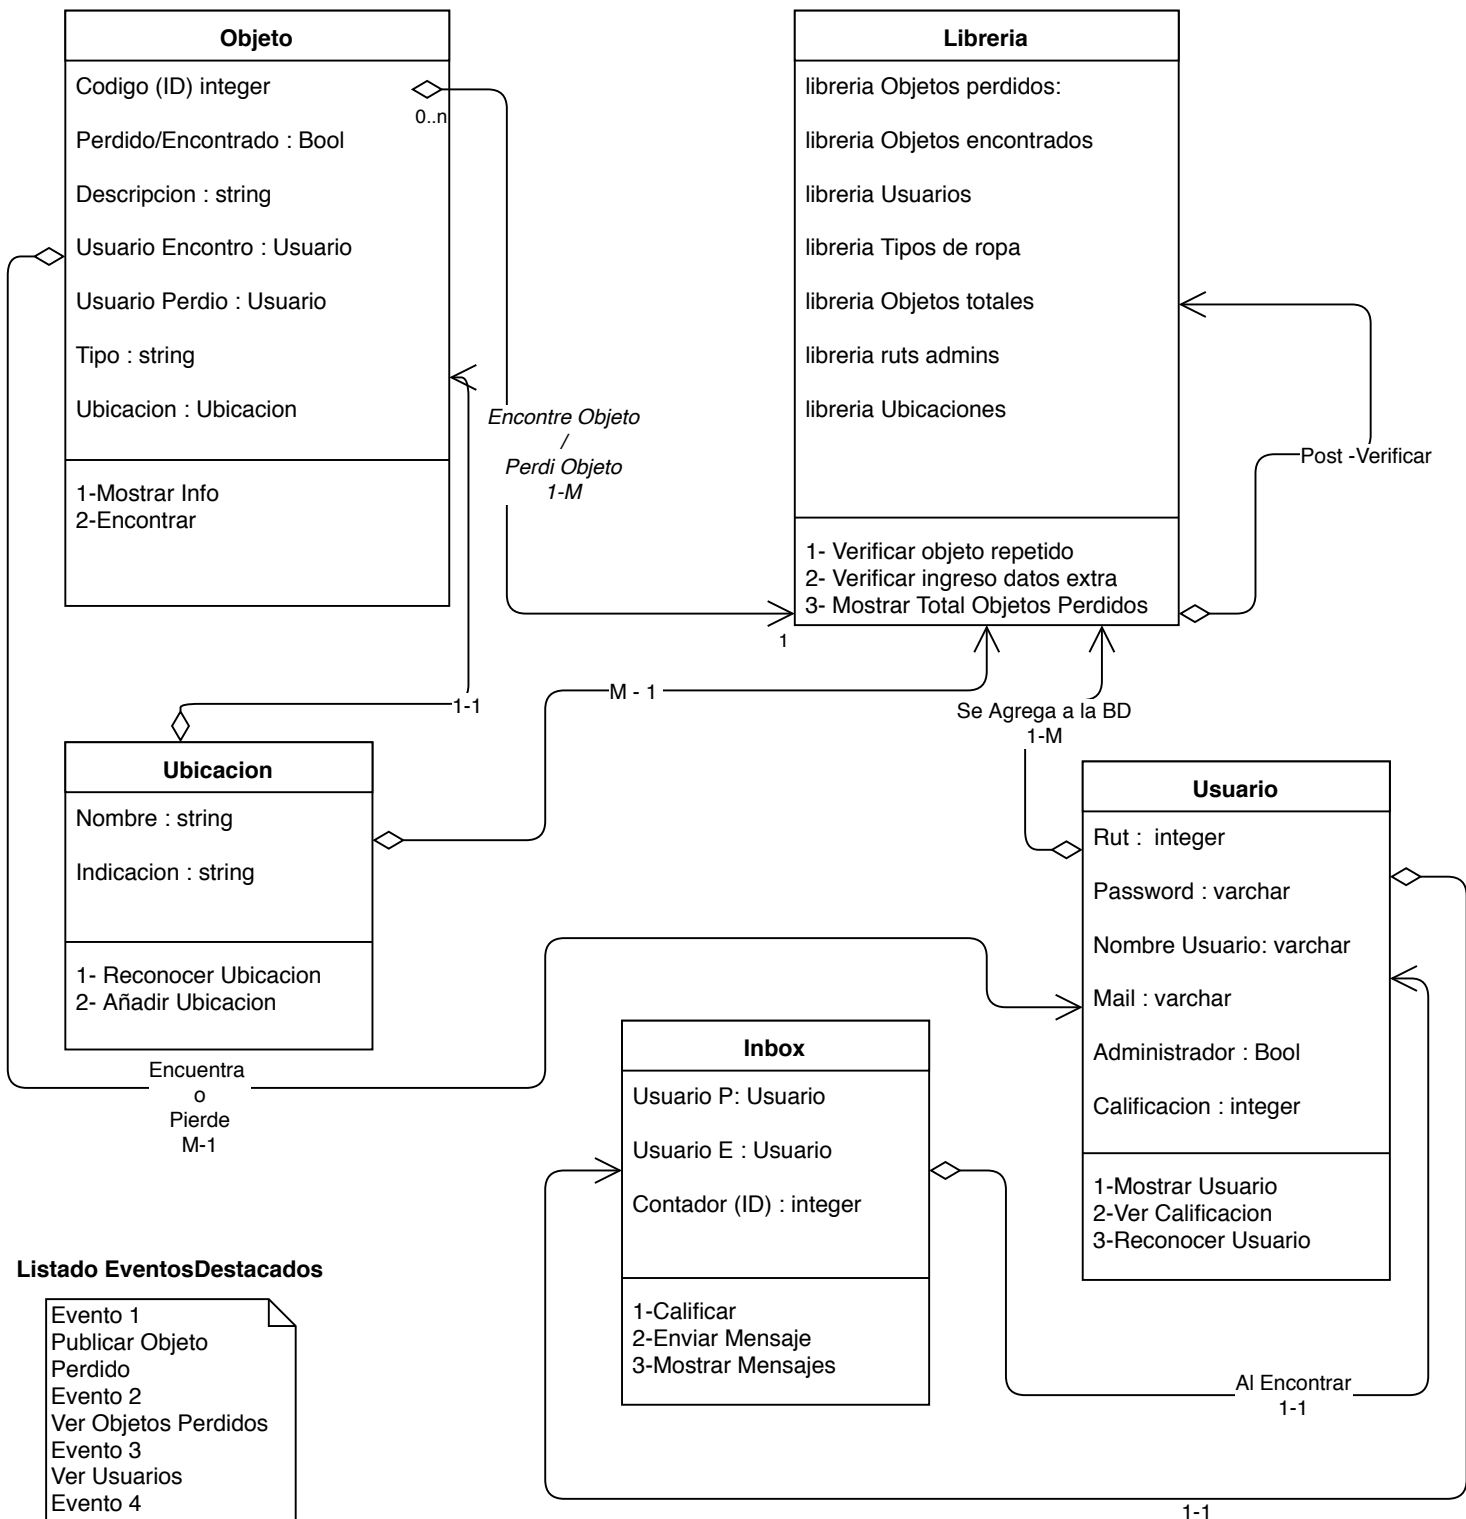 Objeto
Codigo (ID) integer
0..n
Perdido/Encontrado : Bool
Descripcion : string
Usuario Encontro : Usuario
Usuario Perdio : Usuario
Tipo : string
Ubicacion : Ubicacion
1-Mostrar Info
2-Encontrar
Encontre Objeto
/
Perdi Objeto
1-M
Libreria
libreria Objetos perdidos:
libreria Objetos encontrados
libreria Usuarios
libreria Tipos de ropa
libreria Objetos totales
libreria ruts admins
libreria Ubicaciones
1- Verificar objeto repetido
2- Verificar ingreso datos extra
3- Mostrar Total Objetos Perdidos
1
Post -Verificar
1-1
M - 1
Se Agrega a la BD
1-M
Ubicacion
Nombre : string
Indicacion : string
1- Reconocer Ubicacion
2- Añadir Ubicacion
Encuentra
o
Pierde
M-1
Usuario
Rut :  integer
Password : varchar
Nombre Usuario: varchar
Mail : varchar
Administrador : Bool
Calificacion : integer
1-Mostrar Usuario
2-Ver Calificacion
3-Reconocer Usuario
Inbox
Usuario P: Usuario
Usuario E : Usuario
Contador (ID) : integer
1-Calificar
2-Enviar Mensaje
3-Mostrar Mensajes
Al Encontrar
1-1
1-1
Listado EventosDestacados
Evento 1
Publicar Objeto
Perdido
Evento 2
Ver Objetos Perdidos
Evento 3
Ver Usuarios
Evento 4